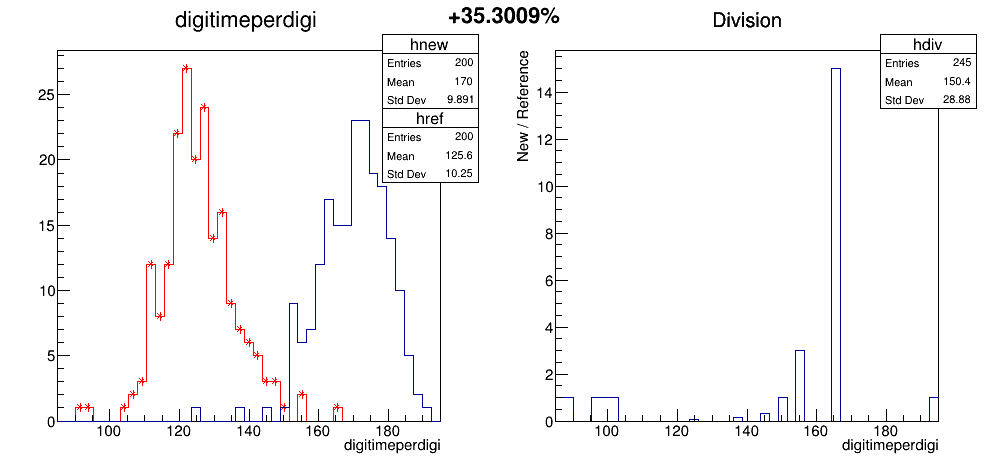 +35.3009%
digitimeperdigi
hnew
Entries 200
Mean 170
Std Dev 9.891
href
Entries 200
Mean 125.6
Std Dev 10.25
25
20
15
10
5
0
100 120 140 160
digitimeperdigi
Division
hdiv
Entries 245
Mean 150.4
Std Dev 28.88
New / Reference
14
12
10
8
6
4
2
0
100 120 140 160 180
digitimeperdigi